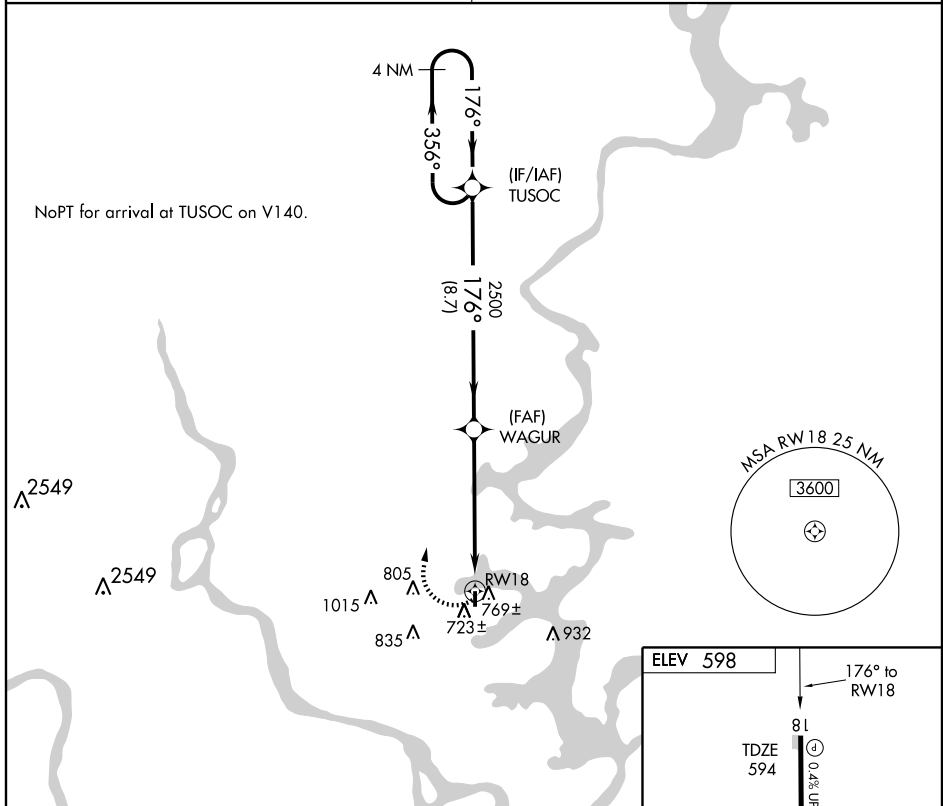 4 NM
176°
356°
(IF/IAF)
TUSOC
NoPT for arrival at TUSOC on V140.
2500
176°
(8.7)
(FAF)
WAGUR
MSA RW18 25 NM
3600
2549
2549
805
RW18
1015
769±
723±
835
932
ELEV 598
176° to
RW18
18
TDZE
594
P
0.4% UP